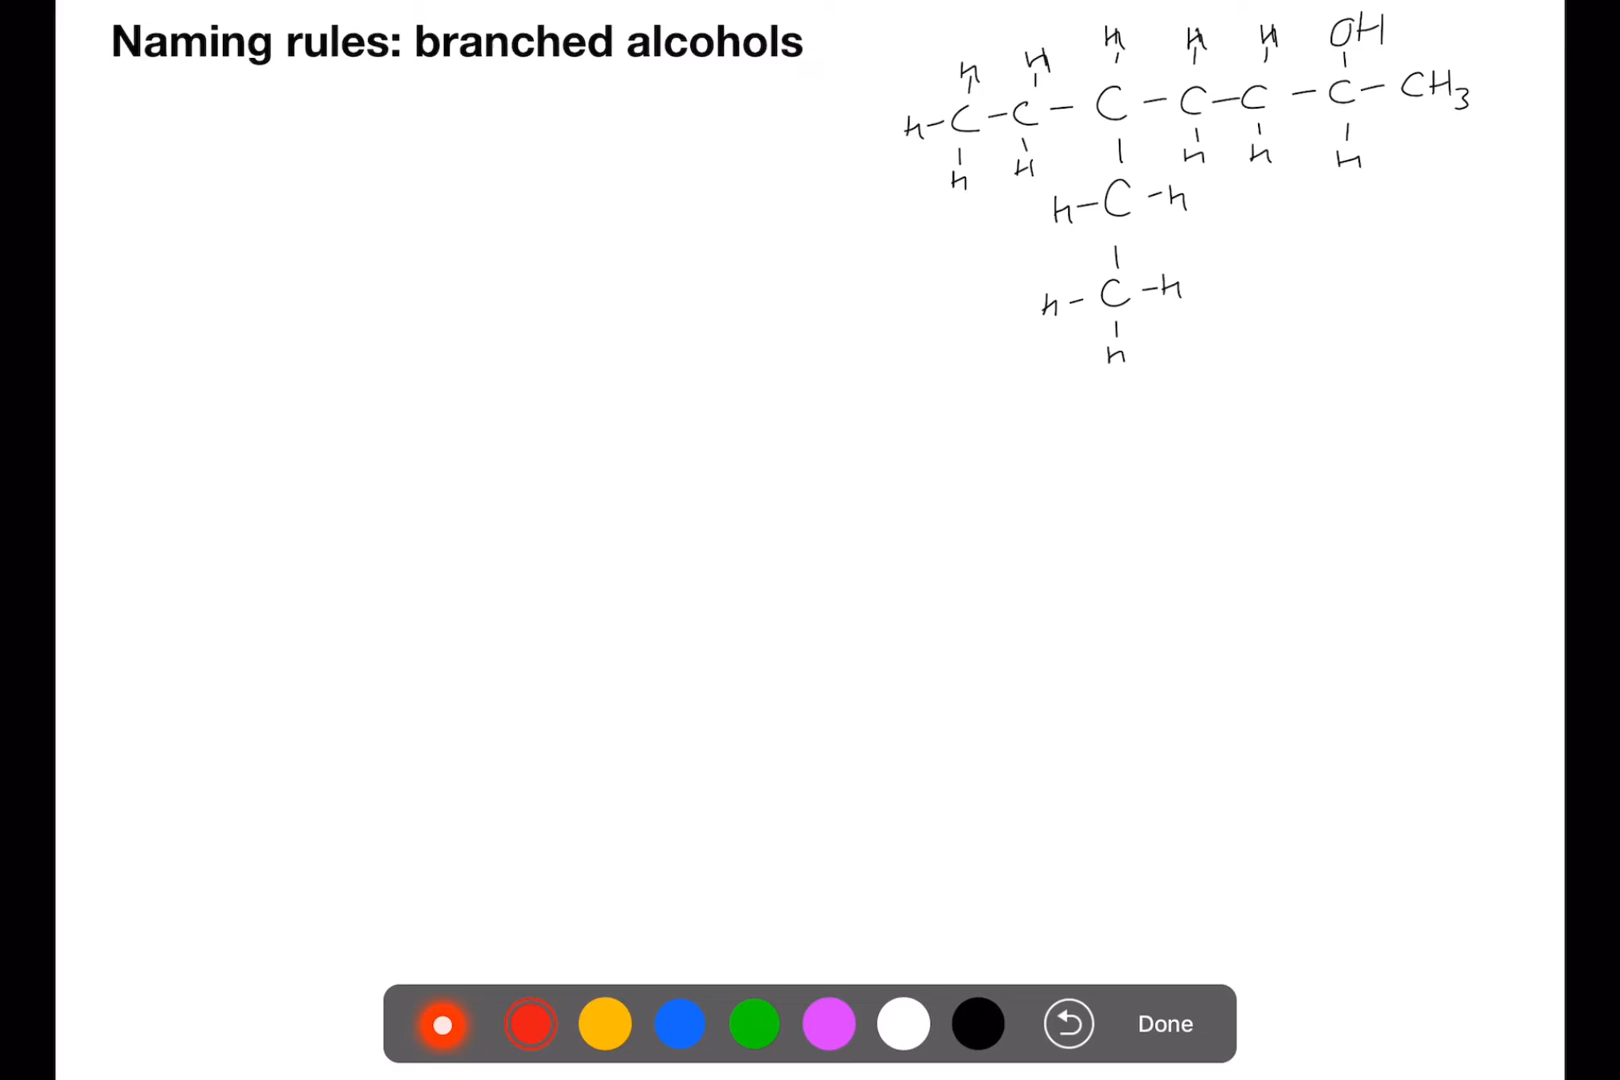 Naming rules: branched alcohols
H H H H H OH
H-C-C-C-C-C-C-CH3
H H H H H
H-C-H
H-C-H
H
Done